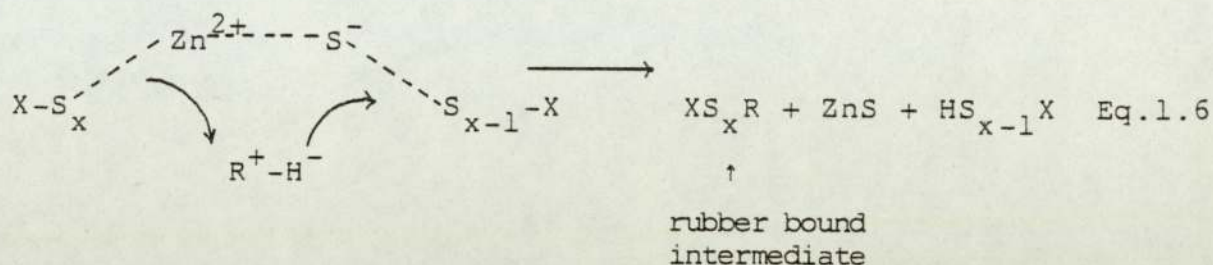 Zn²⁺-----S⁻
X-Sₓ Sₓ₋₁-X XSₓR + ZnS + HSₓ₋₁X Eq.1.6
R⁺-H⁻
↑
rubber bound
intermediate